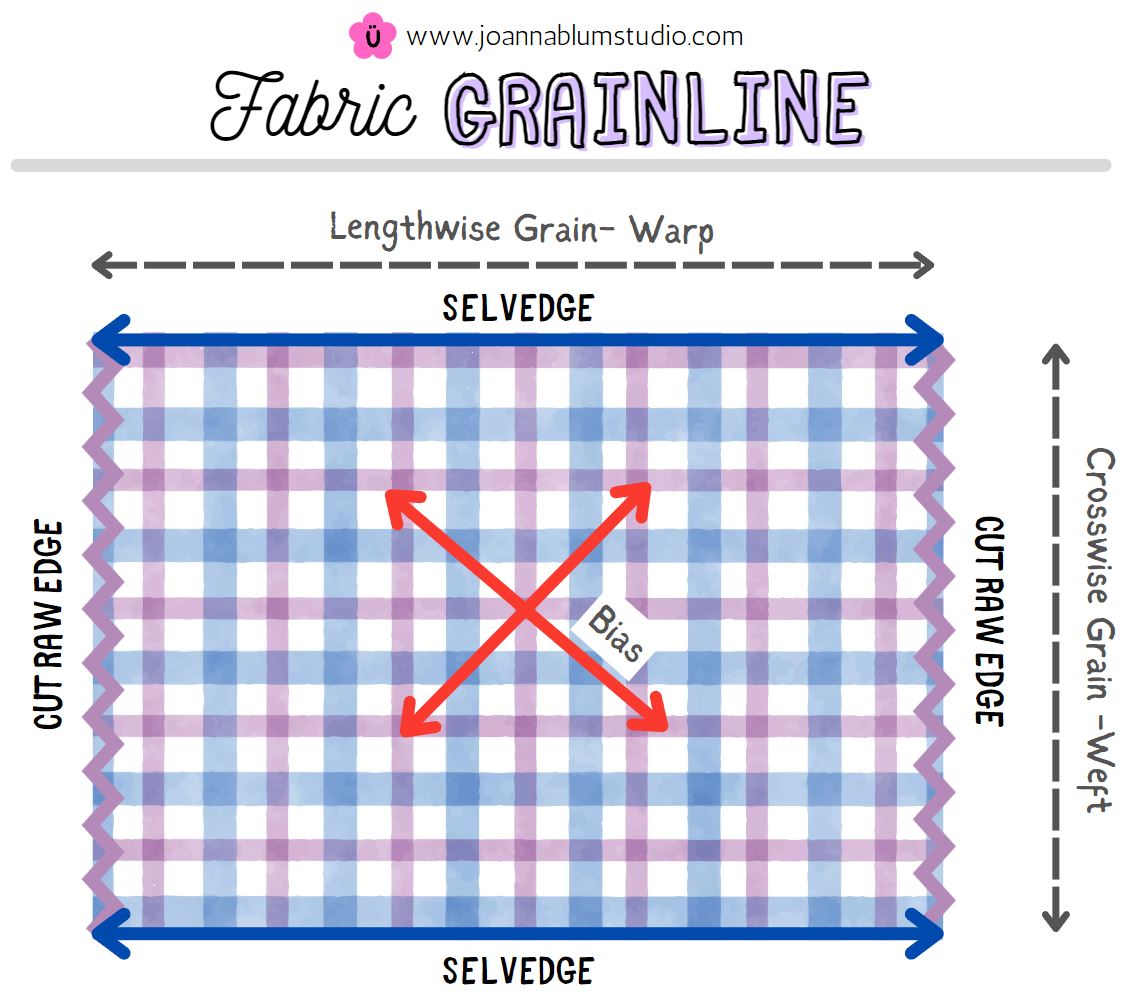 Ü www.joannablumstudio.com
Fabric GRAINLINE
Lengthwise Grain- Warp
SELVEDGE
CUT RAW EDGE
Bias
CUT RAW EDGE
Crosswise Grain -Weft
SELVEDGE